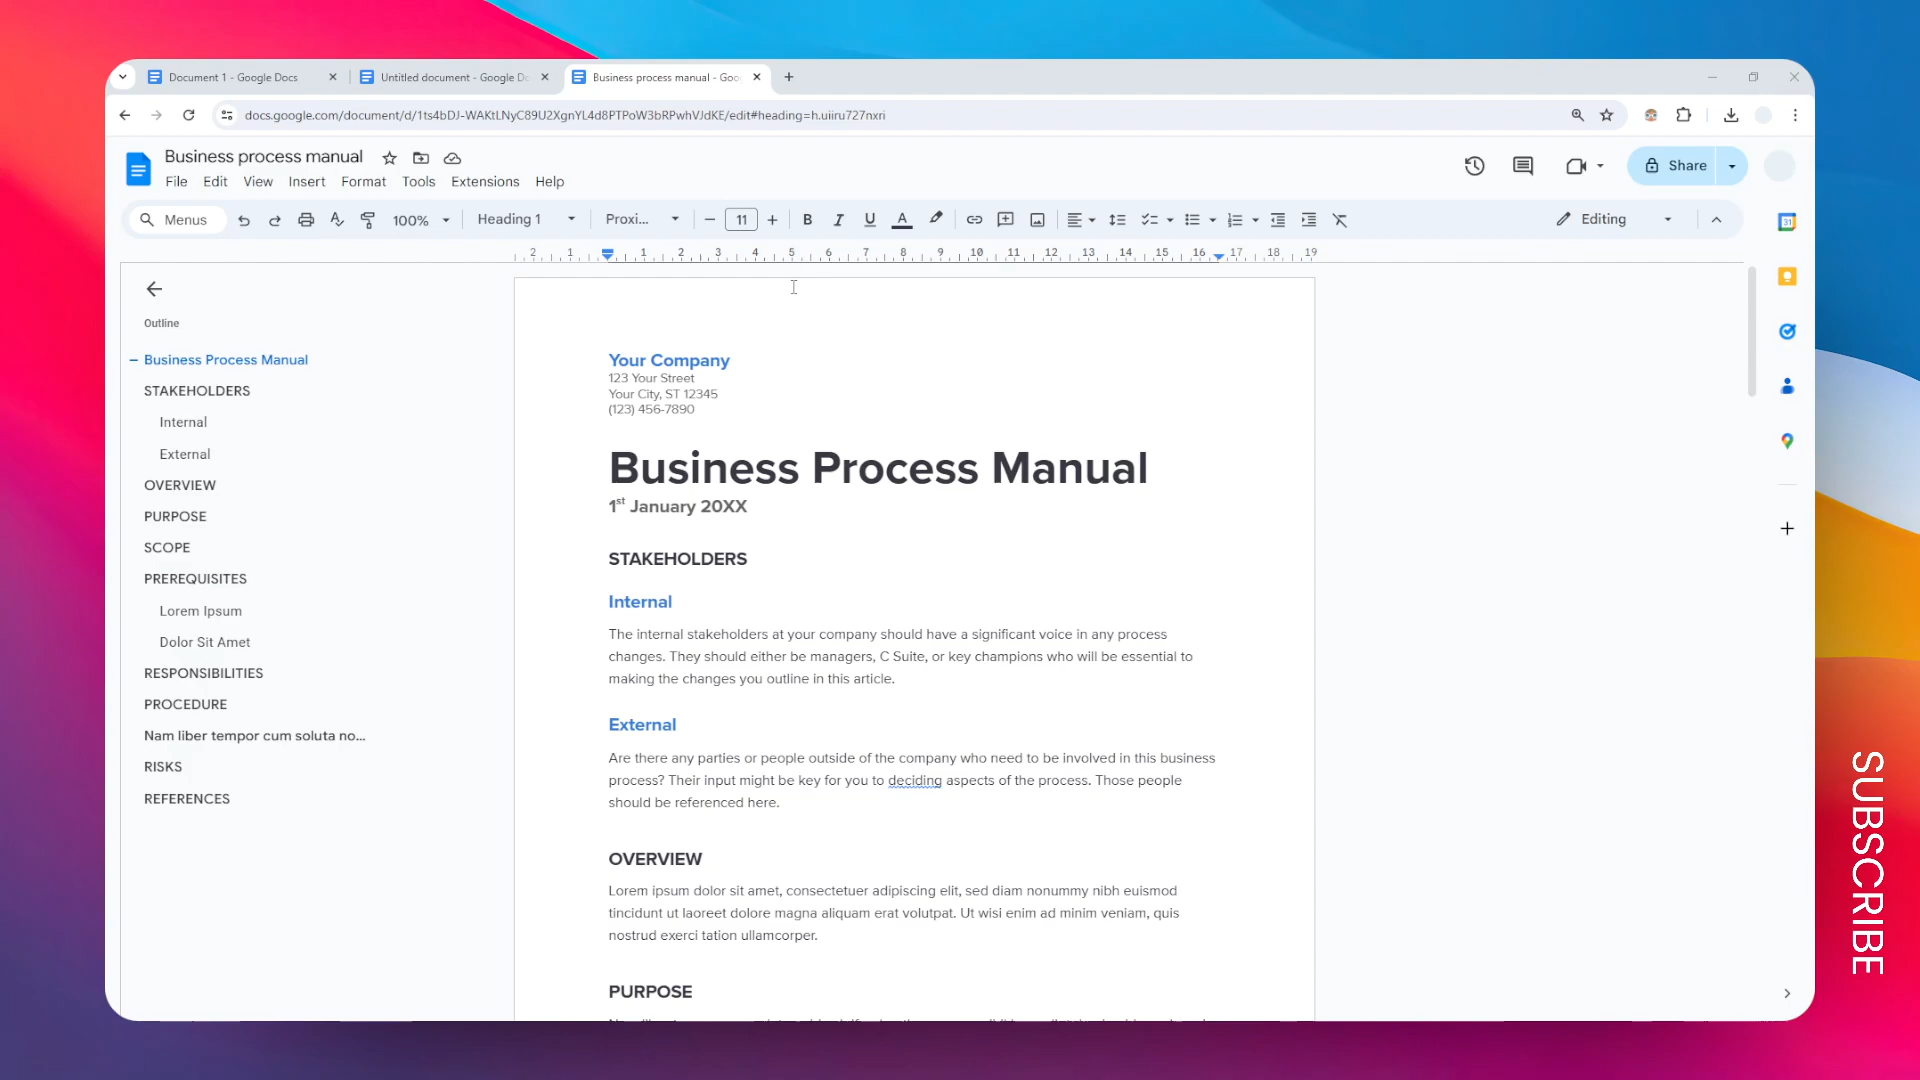 Document 1 - Google Docs
Untitled document - Google Do
Business process manual - Goo
docs.google.com/document/d/1ts4bDJ-WAKtLNyC89U2XgnYL4d8PTPoW3bRPwhVJdKE/edit#heading=h.uiiru727nxri
Business process manual
File Edit View Insert Format Tools Extensions Help
Share
Menus
100%
Heading 1
Proxi...
11
B I U A
Editing
2 1 1 2 3 4 5 6 7 8 9 10 11 12 13 14 15 16 17 18 19
31
Outline
Business Process Manual
STAKEHOLDERS
Internal
External
OVERVIEW
PURPOSE
SCOPE
PREREQUISITES
Lorem Ipsum
Dolor Sit Amet
RESPONSIBILITIES
PROCEDURE
Nam liber tempor cum soluta no...
RISKS
REFERENCES
Your Company
123 Your Street
Your City, ST 12345
(123) 456-7890
Business Process Manual
1st January 20XX
STAKEHOLDERS
Internal
The internal stakeholders at your company should have a significant voice in any process
changes. They should either be managers, C Suite, or key champions who will be essential to
making the changes you outline in this article.
External
Are there any parties or people outside of the company who need to be involved in this business
process? Their input might be key for you to deciding aspects of the process. Those people
should be referenced here.
OVERVIEW
Lorem ipsum dolor sit amet, consectetuer adipiscing elit, sed diam nonummy nibh euismod
tincidunt ut laoreet dolore magna aliquam erat volutpat. Ut wisi enim ad minim veniam, quis
nostrud exerci tation ullamcorper.
PURPOSE
SUBSCRIBE